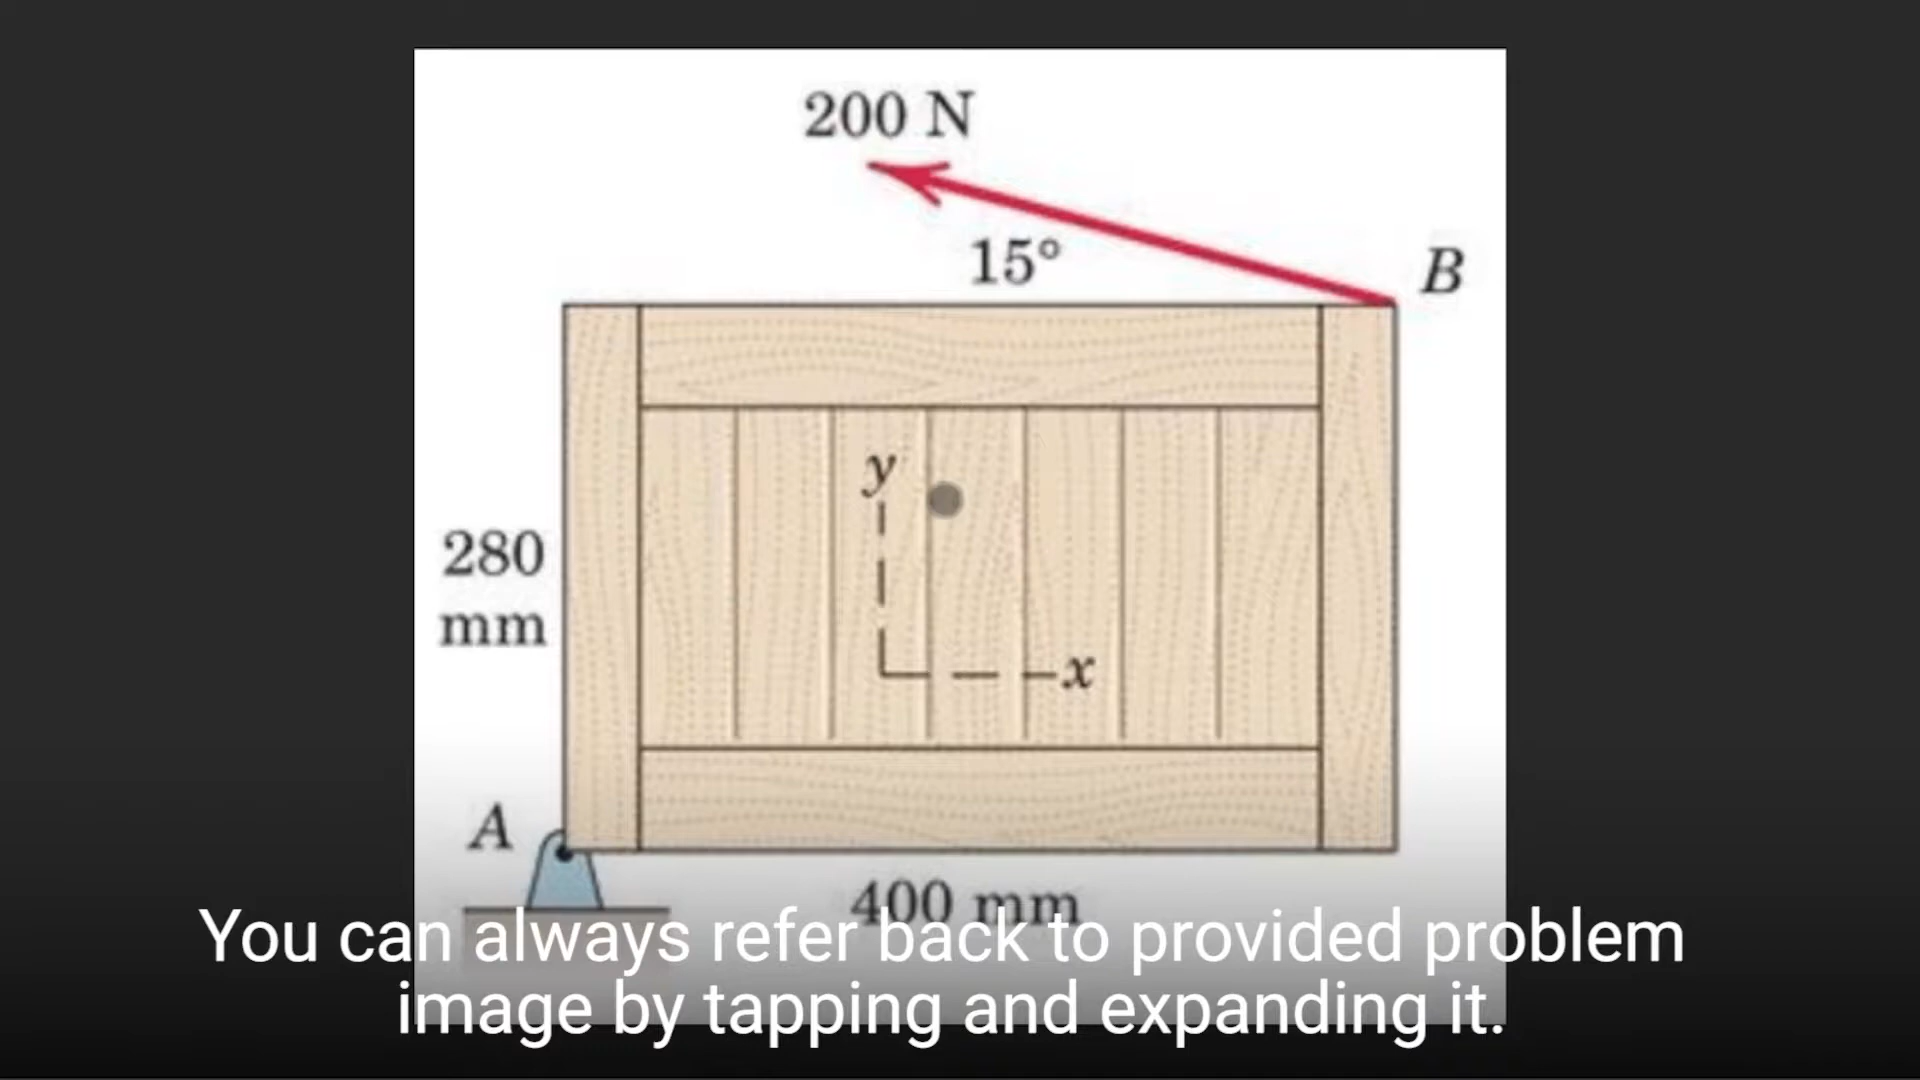 200 N
15°
B
y
280
mm
x
A
400 mm
You can always refer back to provided problem
image by tapping and expanding it.